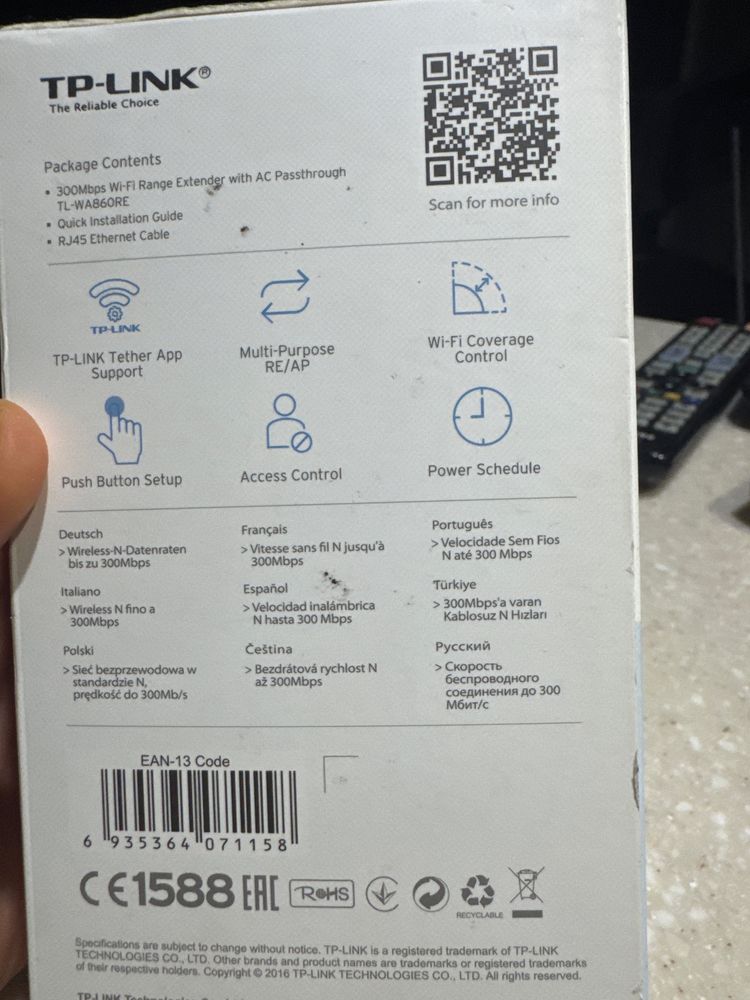 TP-LINK®
The Reliable Choice
Scan for more info
Package Contents
• 300Mbps Wi-Fi Range Extender with AC Passthrough
TL-WA860RE
• Quick Installation Guide
• RJ45 Ethernet Cable
TP-LINK
TP-LINK Tether App
Support
Multi-Purpose
RE/AP
Wi-Fi Coverage
Control
Push Button Setup
Access Control
Power Schedule
Deutsch
> Wireless-N-Datenraten
bis zu 300Mbps
Français
> Vitesse sans fil N jusqu'à
300Mbps
Português
> Velocidade Sem Fios
N até 300 Mbps
Italiano
> Wireless N fino a
300Mbps
Español
> Velocidad inalámbrica
N hasta 300 Mbps
Türkiye
> 300Mbps'a varan
Kablosuz N Hızları
Polski
> Sieć bezprzewodowa w
standardzie N,
prędkość do 300Mb/s
Čeština
> Bezdrátová rychlost N
až 300Mbps
Русский
> Скорость
беспроводного
соединения до 300
Мбит/с
EAN-13 Code
6 935364 071158
CE1588 EAC RoHS
RECYCLABLE
Specifications are subject to change without notice. TP-LINK is a registered trademark of TP-LINK
TECHNOLOGIES CO., LTD. Other brands and product names are trademarks or registered trademarks
of their respective holders. Copyright © 2016 TP-LINK TECHNOLOGIES CO., LTD. All rights reserved.